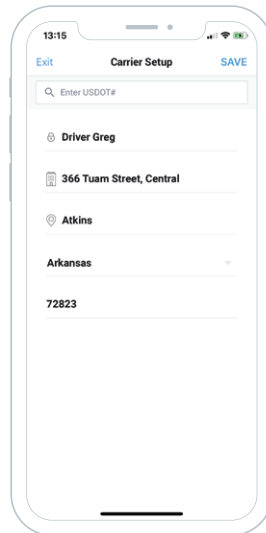 13:15
Exit Carrier Setup SAVE
Enter USDOT#
Driver Greg
366 Tuam Street, Central
Atkins
Arkansas
72823